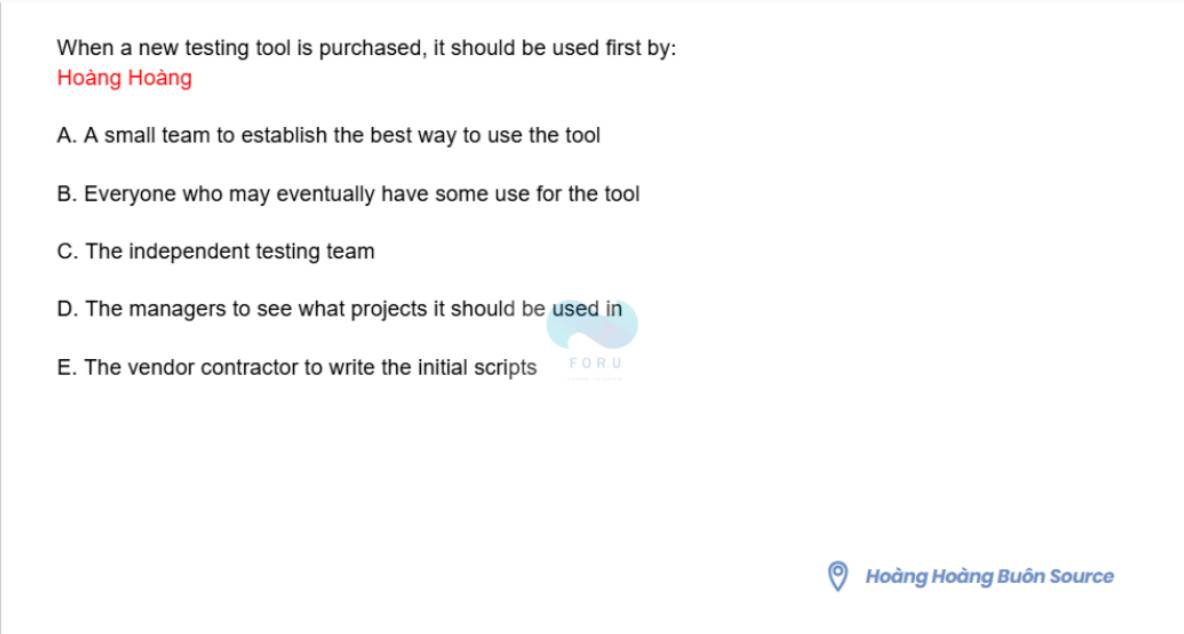 When a new testing tool is purchased, it should be used first by:
Hoàng Hoàng
A. A small team to establish the best way to use the tool
B. Everyone who may eventually have some use for the tool
C. The independent testing team
D. The managers to see what projects it should be used in
E. The vendor contractor to write the initial scripts
FORU
Hoàng Hoàng Buôn Source